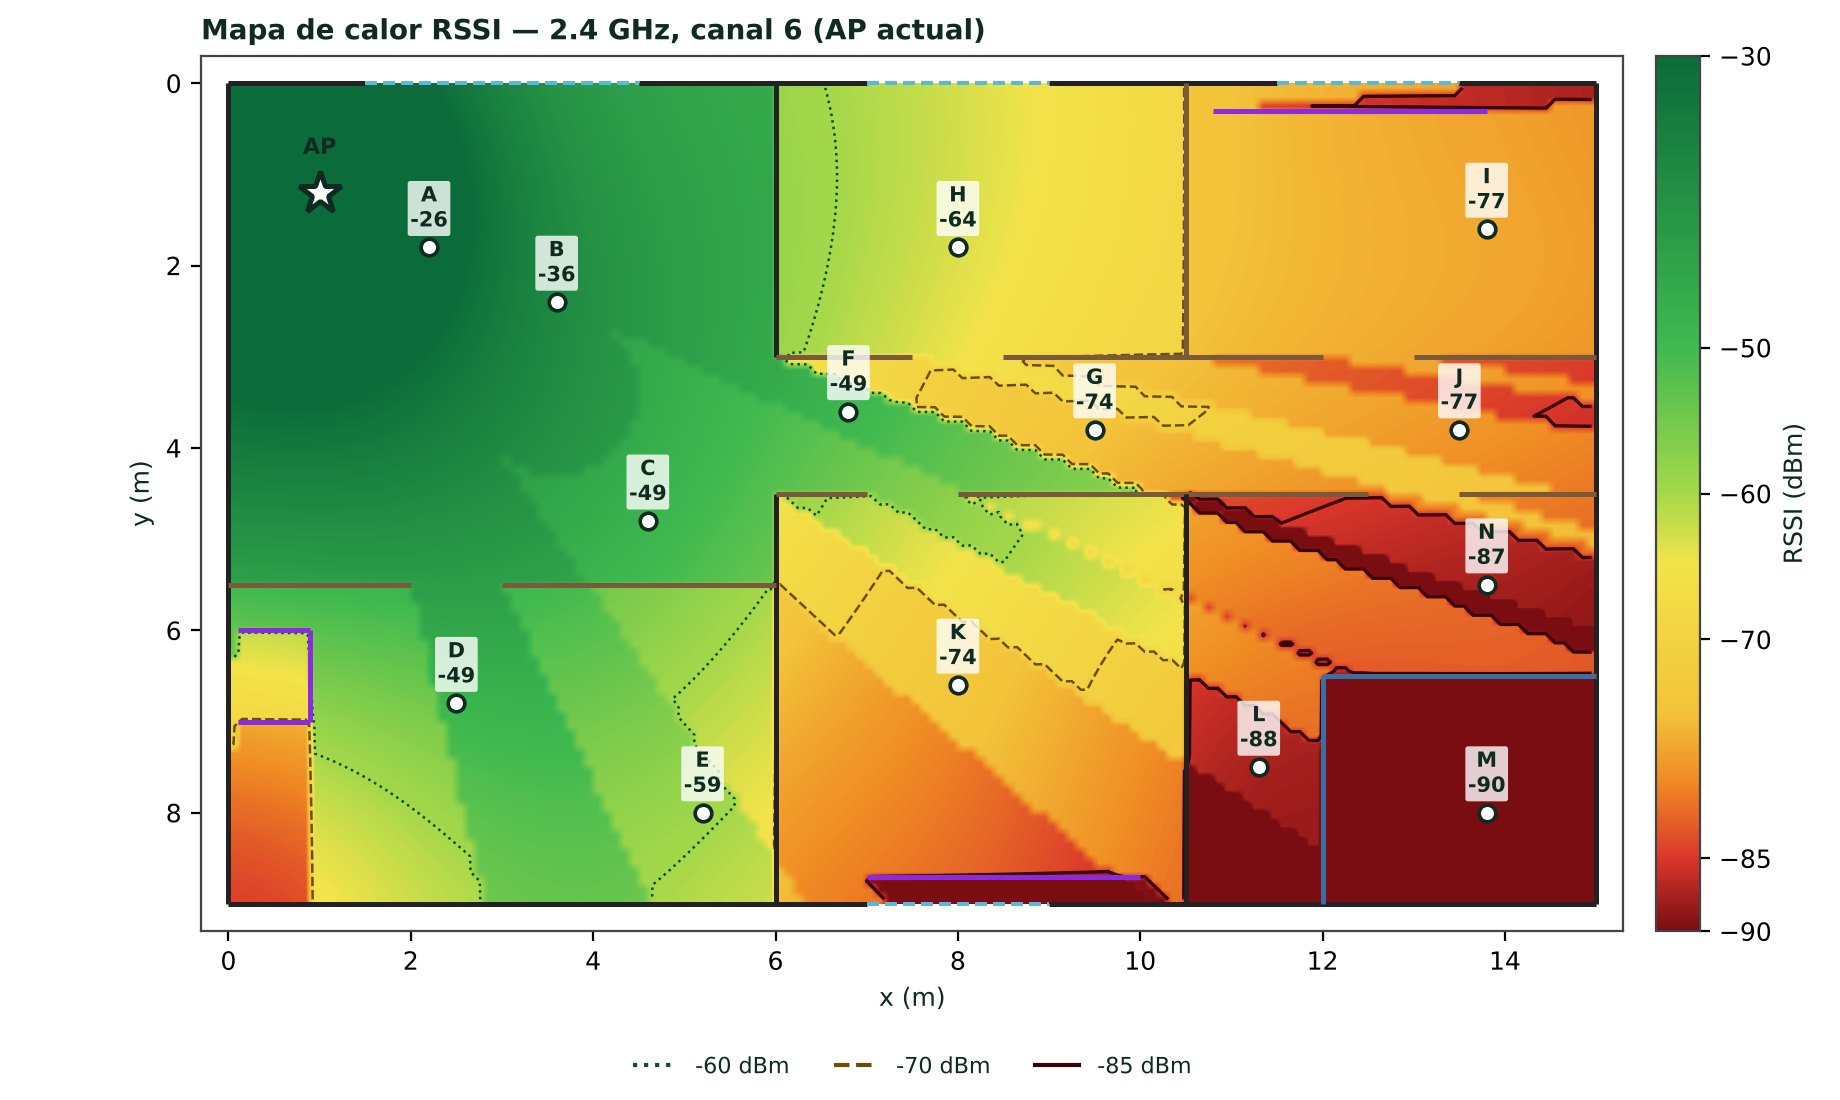 Mapa de calor RSSI — 2.4 GHz, canal 6 (AP actual)
AP
A
-26
B
-36
C
-49
D
-49
E
-59
F
-49
G
-74
H
-64
I
-77
J
-77
K
-74
L
-88
M
-90
N
-87
0
2
4
6
8
y (m)
0
2
4
6
8
10
12
14
x (m)
−30
−50
−60
−70
−85
−90
RSSI (dBm)
-60 dBm
-70 dBm
-85 dBm